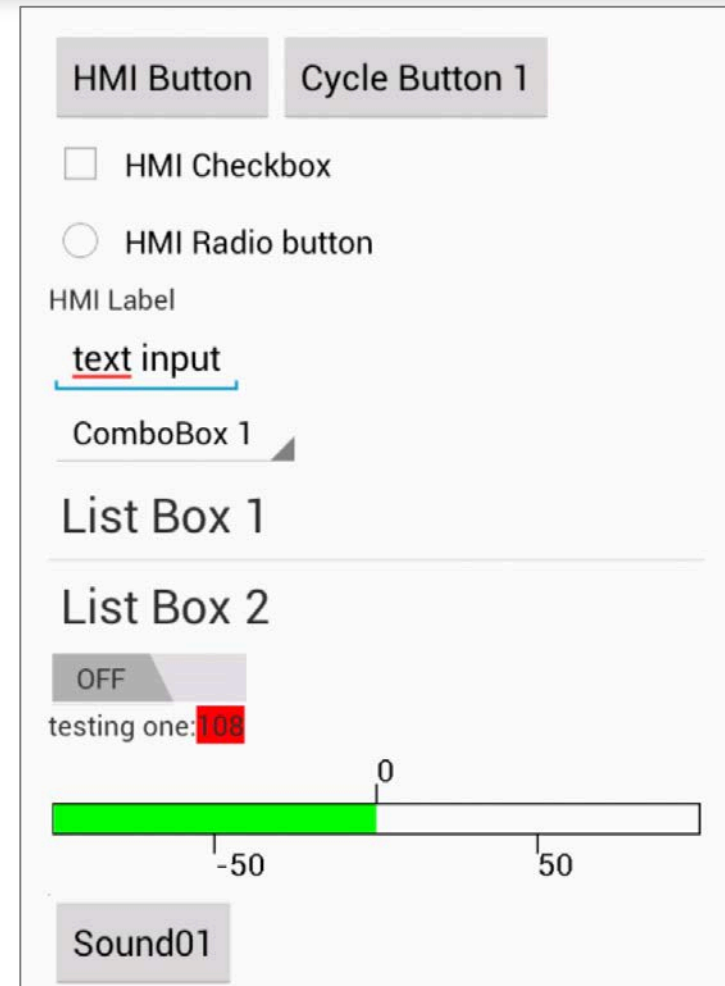 HMI Button Cycle Button 1
HMI Checkbox
HMI Radio button
HMI Label
text input
ComboBox 1
List Box 1
List Box 2
OFF
testing one:108
0
-50 50
Sound01